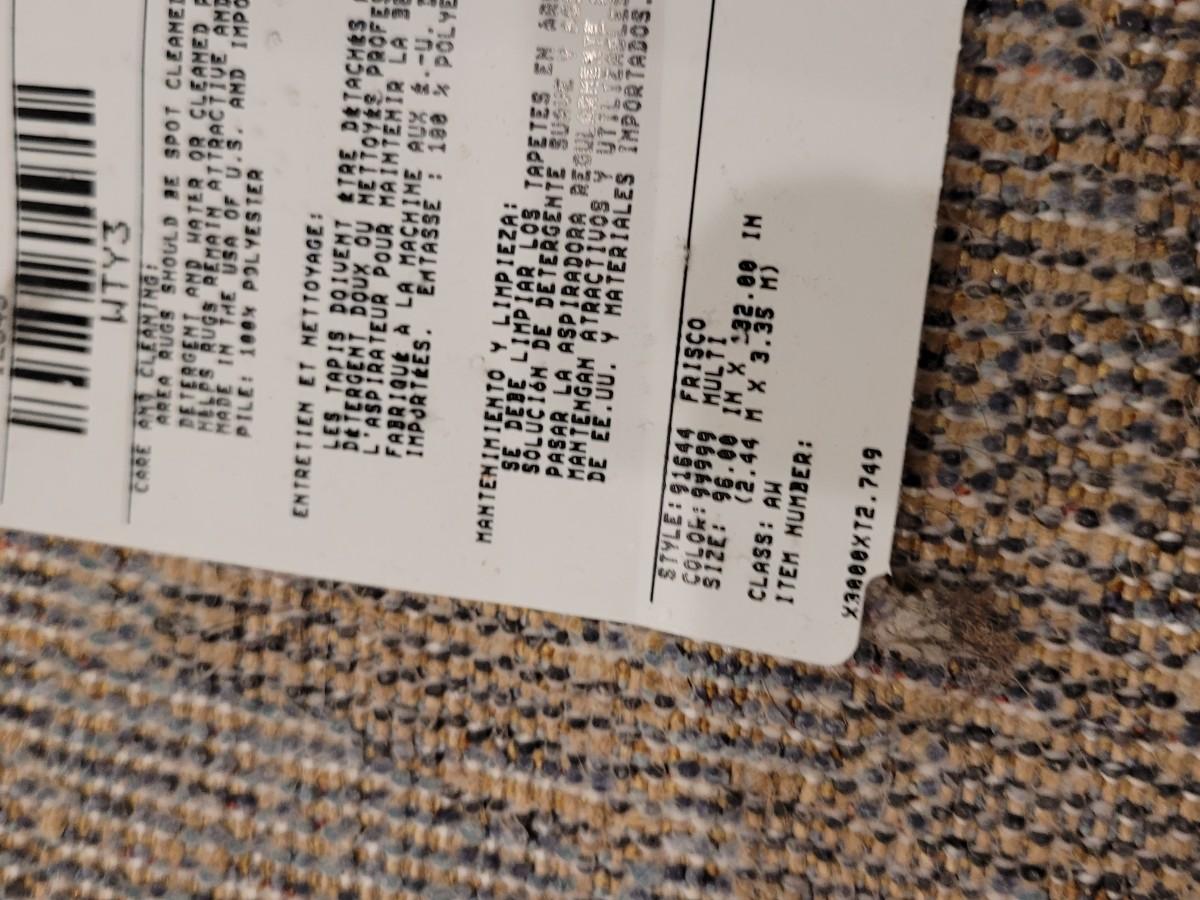 WTY3
CARE AND CLEANING:
AREA RUGS SHOULD BE SPOT CLEANED
DETERGENT AND WATER OR CLEANED
HELPS RUGS REMAIN ATTRACTIVE AND
MADE IN THE USA OF U.S. AND IMPO
PILE: 100% POLYESTER
ENTRETIEN ET NETTOYAGE:
LES TAPIS DOIVENT ÊTRE DÉTACHÉS
DÉTERGENT DOUX OU NETTOYÉS PROFE
L'ASPIRATEUR POUR MAINTENIR LA
FABRIQUÉ À LA MACHINE AUX É.-U.
IMPORTÉES. ENTASSE : 100 % POLYE
MANTENIMIENTO Y LIMPIEZA:
SE DEBE LIMPIAR LOS TAPETES EN
SOLUCIÓN DE DETERGENTE SUAVE Y
PASAR LA ASPIRADORA REGULARMENTE
MANTENGAN ATRACTIVOS Y
DE EE.UU. Y MATERIALES IMPORTADOS.
STYLE: 91644 FRISCO
COLOR: 99999 MULTI
SIZE: 96.00 IN X 132.00 IN
(2.44 M X 3.35 M)
CLASS: AW
ITEM NUMBER:
X3A00XT2.749